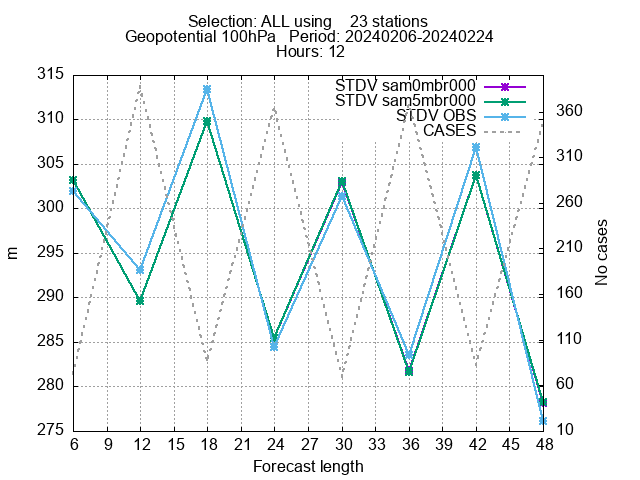 Selection: ALL using    23 stations
Geopotential 100hPa   Period: 20240206-20240224
Hours: 12
STDV sam0mbr000
STDV sam5mbr000
STDV OBS
CASES
315
310
305
300
295
290
285
280
275
m
360
310
260
210
160
110
60
10
No cases
6 9 12 15 18 21 24 27 30 33 36 39 42 45 48
Forecast length